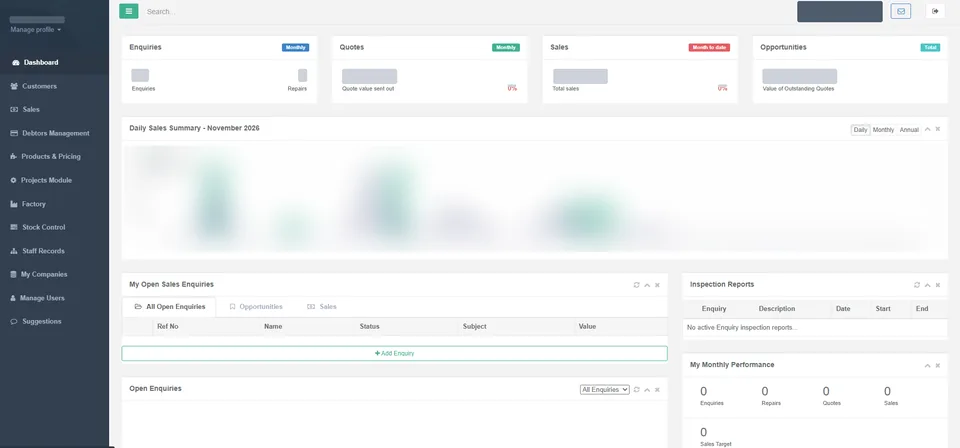 Search...
Manage profile
Dashboard
Customers
Sales
Debtors Management
Products & Pricing
Projects Module
Factory
Stock Control
Staff Records
My Companies
Manage Users
Suggestions
Enquiries Monthly
Enquiries Repairs
Quotes Monthly
Quote value sent out 0%
Sales Month to date
Total sales 0%
Opportunities Total
Value of Outstanding Quotes
Daily Sales Summary - November 2026 Daily Monthly Annual
My Open Sales Enquiries
All Open Enquiries Opportunities Sales
Ref No Name Status Subject Value
Add Enquiry
Open Enquiries All Enquiries
Inspection Reports
Enquiry Description Date Start End
No active Enquiry inspection reports...
My Monthly Performance
0 0 0 0
Enquiries Repairs Quotes Sales
0
Sales Target